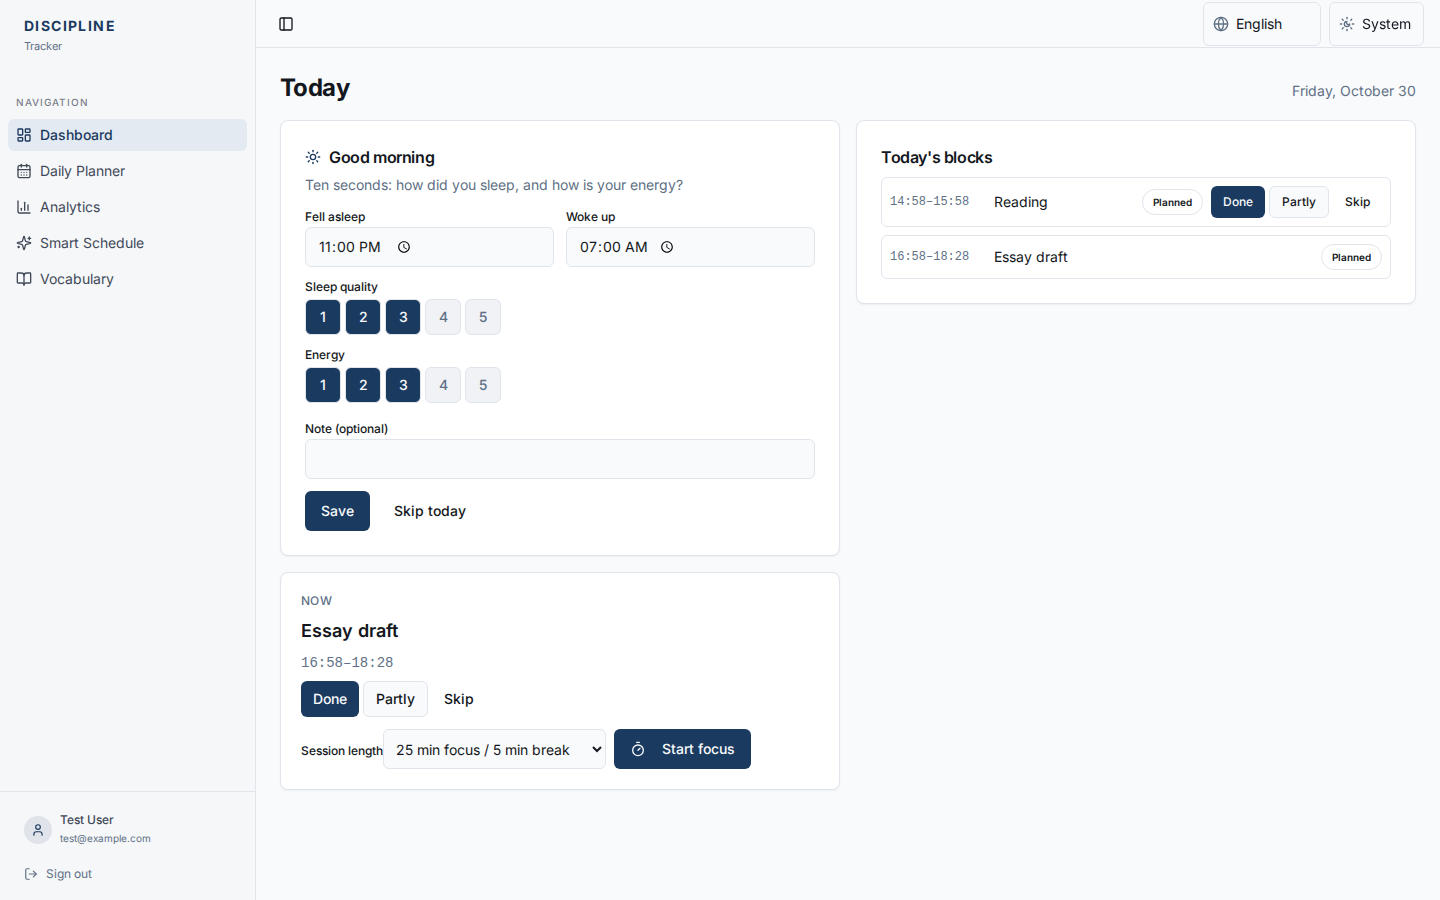 DISCIPLINE
Tracker
NAVIGATION
Dashboard
Daily Planner
Analytics
Smart Schedule
Vocabulary
Test User
test@example.com
Sign out
English
System
Today
Friday, October 30
Good morning
Ten seconds: how did you sleep, and how is your energy?
Fell asleep
Woke up
11:00 PM
07:00 AM
Sleep quality
1 2 3 4 5
Energy
1 2 3 4 5
Note (optional)
Save
Skip today
NOW
Essay draft
16:58–18:28
Done Partly Skip
Session length 25 min focus / 5 min break Start focus
Today's blocks
14:58–15:58 Reading Planned Done Partly Skip
16:58–18:28 Essay draft Planned